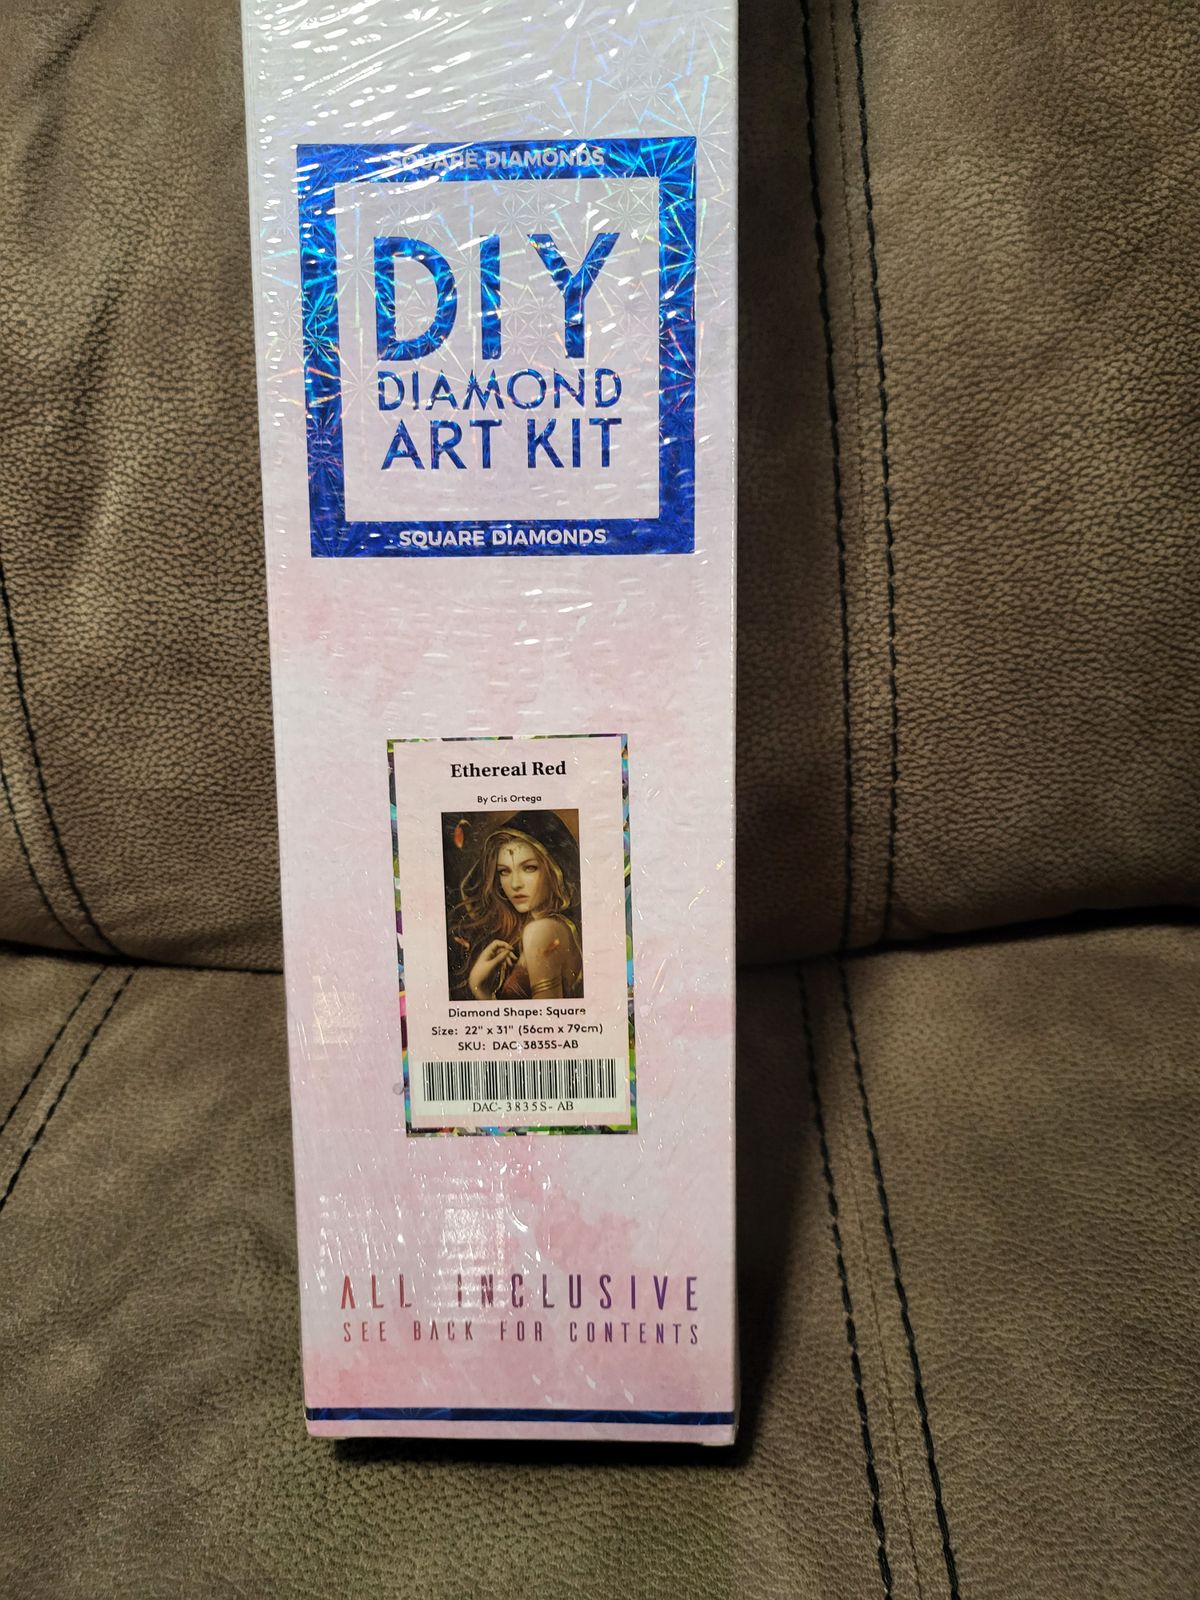 SQUARE DIAMONDS
DIY
DIAMOND
ART KIT
SQUARE DIAMONDS
Ethereal Red
By Cris Ortega
Diamond Shape: Square
Size: 22" x 31" (56cm x 79cm)
SKU: DAC-3835S-AB
DAC-3835S-AB
ALL INCLUSIVE
SEE BACK FOR CONTENTS